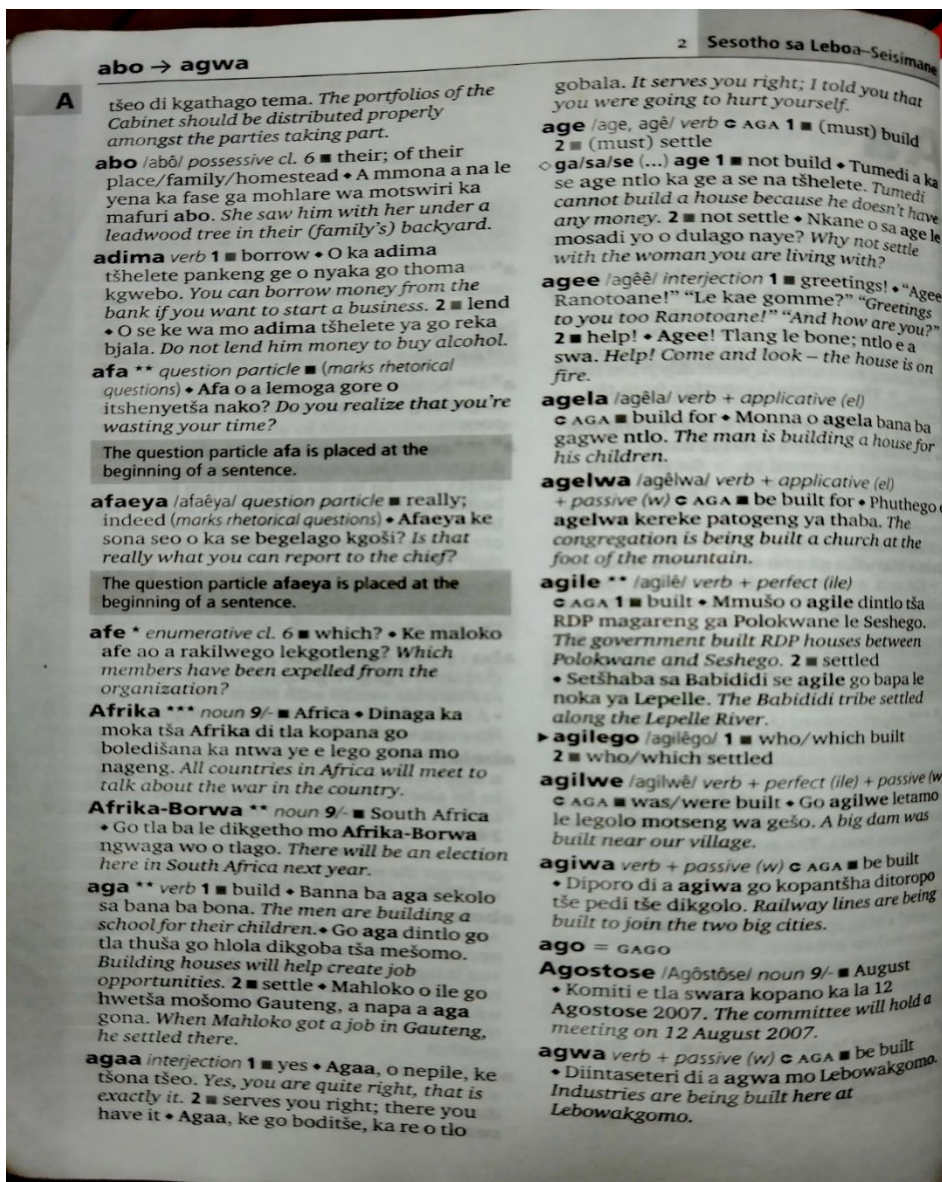 abo → agwa
2 Sesotho sa Leboa–Seisimane
A
tšeo di kgathago tema. The portfolios of the
Cabinet should be distributed properly
amongst the parties taking part.
abo /abô/ possessive cl. 6 ■ their; of their
place/family/homestead ◆ A mmona a na le
yena ka fase ga mohlare wa motswiri ka
mafuri abo. She saw him with her under a
leadwood tree in their (family's) backyard.
adima verb 1 ■ borrow ◆ O ka adima
tšhelete pankeng ge o nyaka go thoma
kgwebo. You can borrow money from the
bank if you want to start a business. 2 ■ lend
◆ O se ke wa mo adima tšhelete ya go reka
bjala. Do not lend him money to buy alcohol.
afa ** question particle ■ (marks rhetorical
questions) ◆ Afa o a lemoga gore o
itshenyetša nako? Do you realize that you're
wasting your time?
The question particle afa is placed at the
beginning of a sentence.
afaeya /afaêya/ question particle ■ really;
indeed (marks rhetorical questions) ◆ Afaeya ke
sona seo o ka se begelago kgoši? Is that
really what you can report to the chief?
The question particle afaeya is placed at the
beginning of a sentence.
afe * enumerative cl. 6 ■ which? ◆ Ke maloko
afe ao a rakilwego lekgotleng? Which
members have been expelled from the
organization?
Afrika *** noun 9/- ■ Africa ◆ Dinaga ka
moka tša Afrika di tla kopana go
boledišana ka ntwa ye e lego gona mo
nageng. All countries in Africa will meet to
talk about the war in the country.
Afrika-Borwa ** noun 9/- ■ South Africa
◆ Go tla ba le dikgetho mo Afrika-Borwa
ngwaga wo o tlago. There will be an election
here in South Africa next year.
aga ** verb 1 ■ build ◆ Banna ba aga sekolo
sa bana ba bona. The men are building a
school for their children. ◆ Go aga dintlo go
tla thuša go hlola dikgoba tša mešomo.
Building houses will help create job
opportunities. 2 ■ settle ◆ Mahloko o ile go
hwetša mošomo Gauteng, a napa a aga
gona. When Mahloko got a job in Gauteng,
he settled there.
agaa interjection 1 ■ yes ◆ Agaa, o nepile, ke
tšona tšeo. Yes, you are quite right, that is
exactly it. 2 ■ serves you right; there you
have it ◆ Agaa, ke go boditše, ka re o tlo
gobala. It serves you right; I told you that
you were going to hurt yourself.
age /age, agê/ verb ⊂ AGA 1 ■ (must) build
2 ■ (must) settle
◇ ga/sa/se (...) age 1 ■ not build ◆ Tumedi a ka
se age ntlo ka ge a se na tšhelete. Tumedi
cannot build a house because he doesn't have
any money. 2 ■ not settle ◆ Nkane o sa age le
mosadi yo o dulago naye? Why not settle
with the woman you are living with?
agee /agêê/ interjection 1 ■ greetings! ◆ "Agee
Ranotoane!" "Le kae gomme?" "Greetings
to you too Ranotoane!" "And how are you?"
2 ■ help! ◆ Agee! Tlang le bone; ntlo e a
swa. Help! Come and look – the house is on
fire.
agela /agêla/ verb + applicative (el)
⊂ AGA ■ build for ◆ Monna o agela bana ba
gagwe ntlo. The man is building a house for
his children.
agelwa /agêlwa/ verb + applicative (el)
+ passive (w) ⊂ AGA ■ be built for ◆ Phuthego e
agelwa kereke patogeng ya thaba. The
congregation is being built a church at the
foot of the mountain.
agile ** /agilê/ verb + perfect (ile)
⊂ AGA 1 ■ built ◆ Mmušo o agile dintlo tša
RDP magareng ga Polokwane le Seshego.
The government built RDP houses between
Polokwane and Seshego. 2 ■ settled
◆ Setšhaba sa Babididi se agile go bapa le
noka ya Lepelle. The Babididi tribe settled
along the Lepelle River.
▶ agilego /agilêgo/ 1 ■ who/which built
2 ■ who/which settled
agilwe /agilwê/ verb + perfect (ile) + passive (w
⊂ AGA ■ was/were built ◆ Go agilwe letamo
le legolo motseng wa gešo. A big dam was
built near our village.
agiwa verb + passive (w) ⊂ AGA ■ be built
◆ Diporo di a agiwa go kopantšha ditoropo
tše pedi tše dikgolo. Railway lines are being
built to join the two big cities.
ago = GAGO
Agostose /Agôstôse/ noun 9/- ■ August
◆ Komiti e tla swara kopano ka la 12
Agostose 2007. The committee will hold a
meeting on 12 August 2007.
agwa verb + passive (w) ⊂ AGA ■ be built
◆ Diintaseteri di a agwa mo Lebowakgomo.
Industries are being built here at
Lebowakgomo.